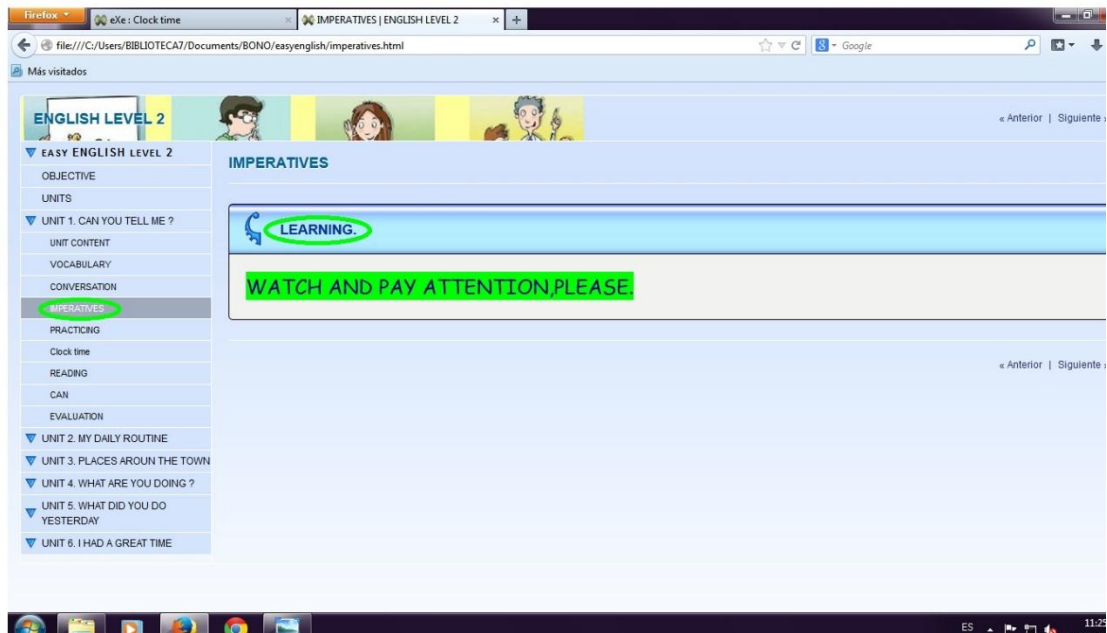 Firefox
eXe : Clock time
IMPERATIVES | ENGLISH LEVEL 2
file:///C:/Users/BIBLIOTECA7/Documents/BONO/easyenglish/imperatives.html
Google
Más visitados
ENGLISH LEVEL 2
« Anterior | Siguiente »
EASY ENGLISH LEVEL 2
OBJECTIVE
UNITS
UNIT 1. CAN YOU TELL ME ?
UNIT CONTENT
VOCABULARY
CONVERSATION
IMPERATIVES
PRACTICING
Clock time
READING
CAN
EVALUATION
UNIT 2. MY DAILY ROUTINE
UNIT 3. PLACES AROUN THE TOWN
UNIT 4. WHAT ARE YOU DOING ?
UNIT 5. WHAT DID YOU DO
YESTERDAY
UNIT 6. I HAD A GREAT TIME
IMPERATIVES
LEARNING.
WATCH AND PAY ATTENTION,PLEASE.
« Anterior | Siguiente »
ES
11:25